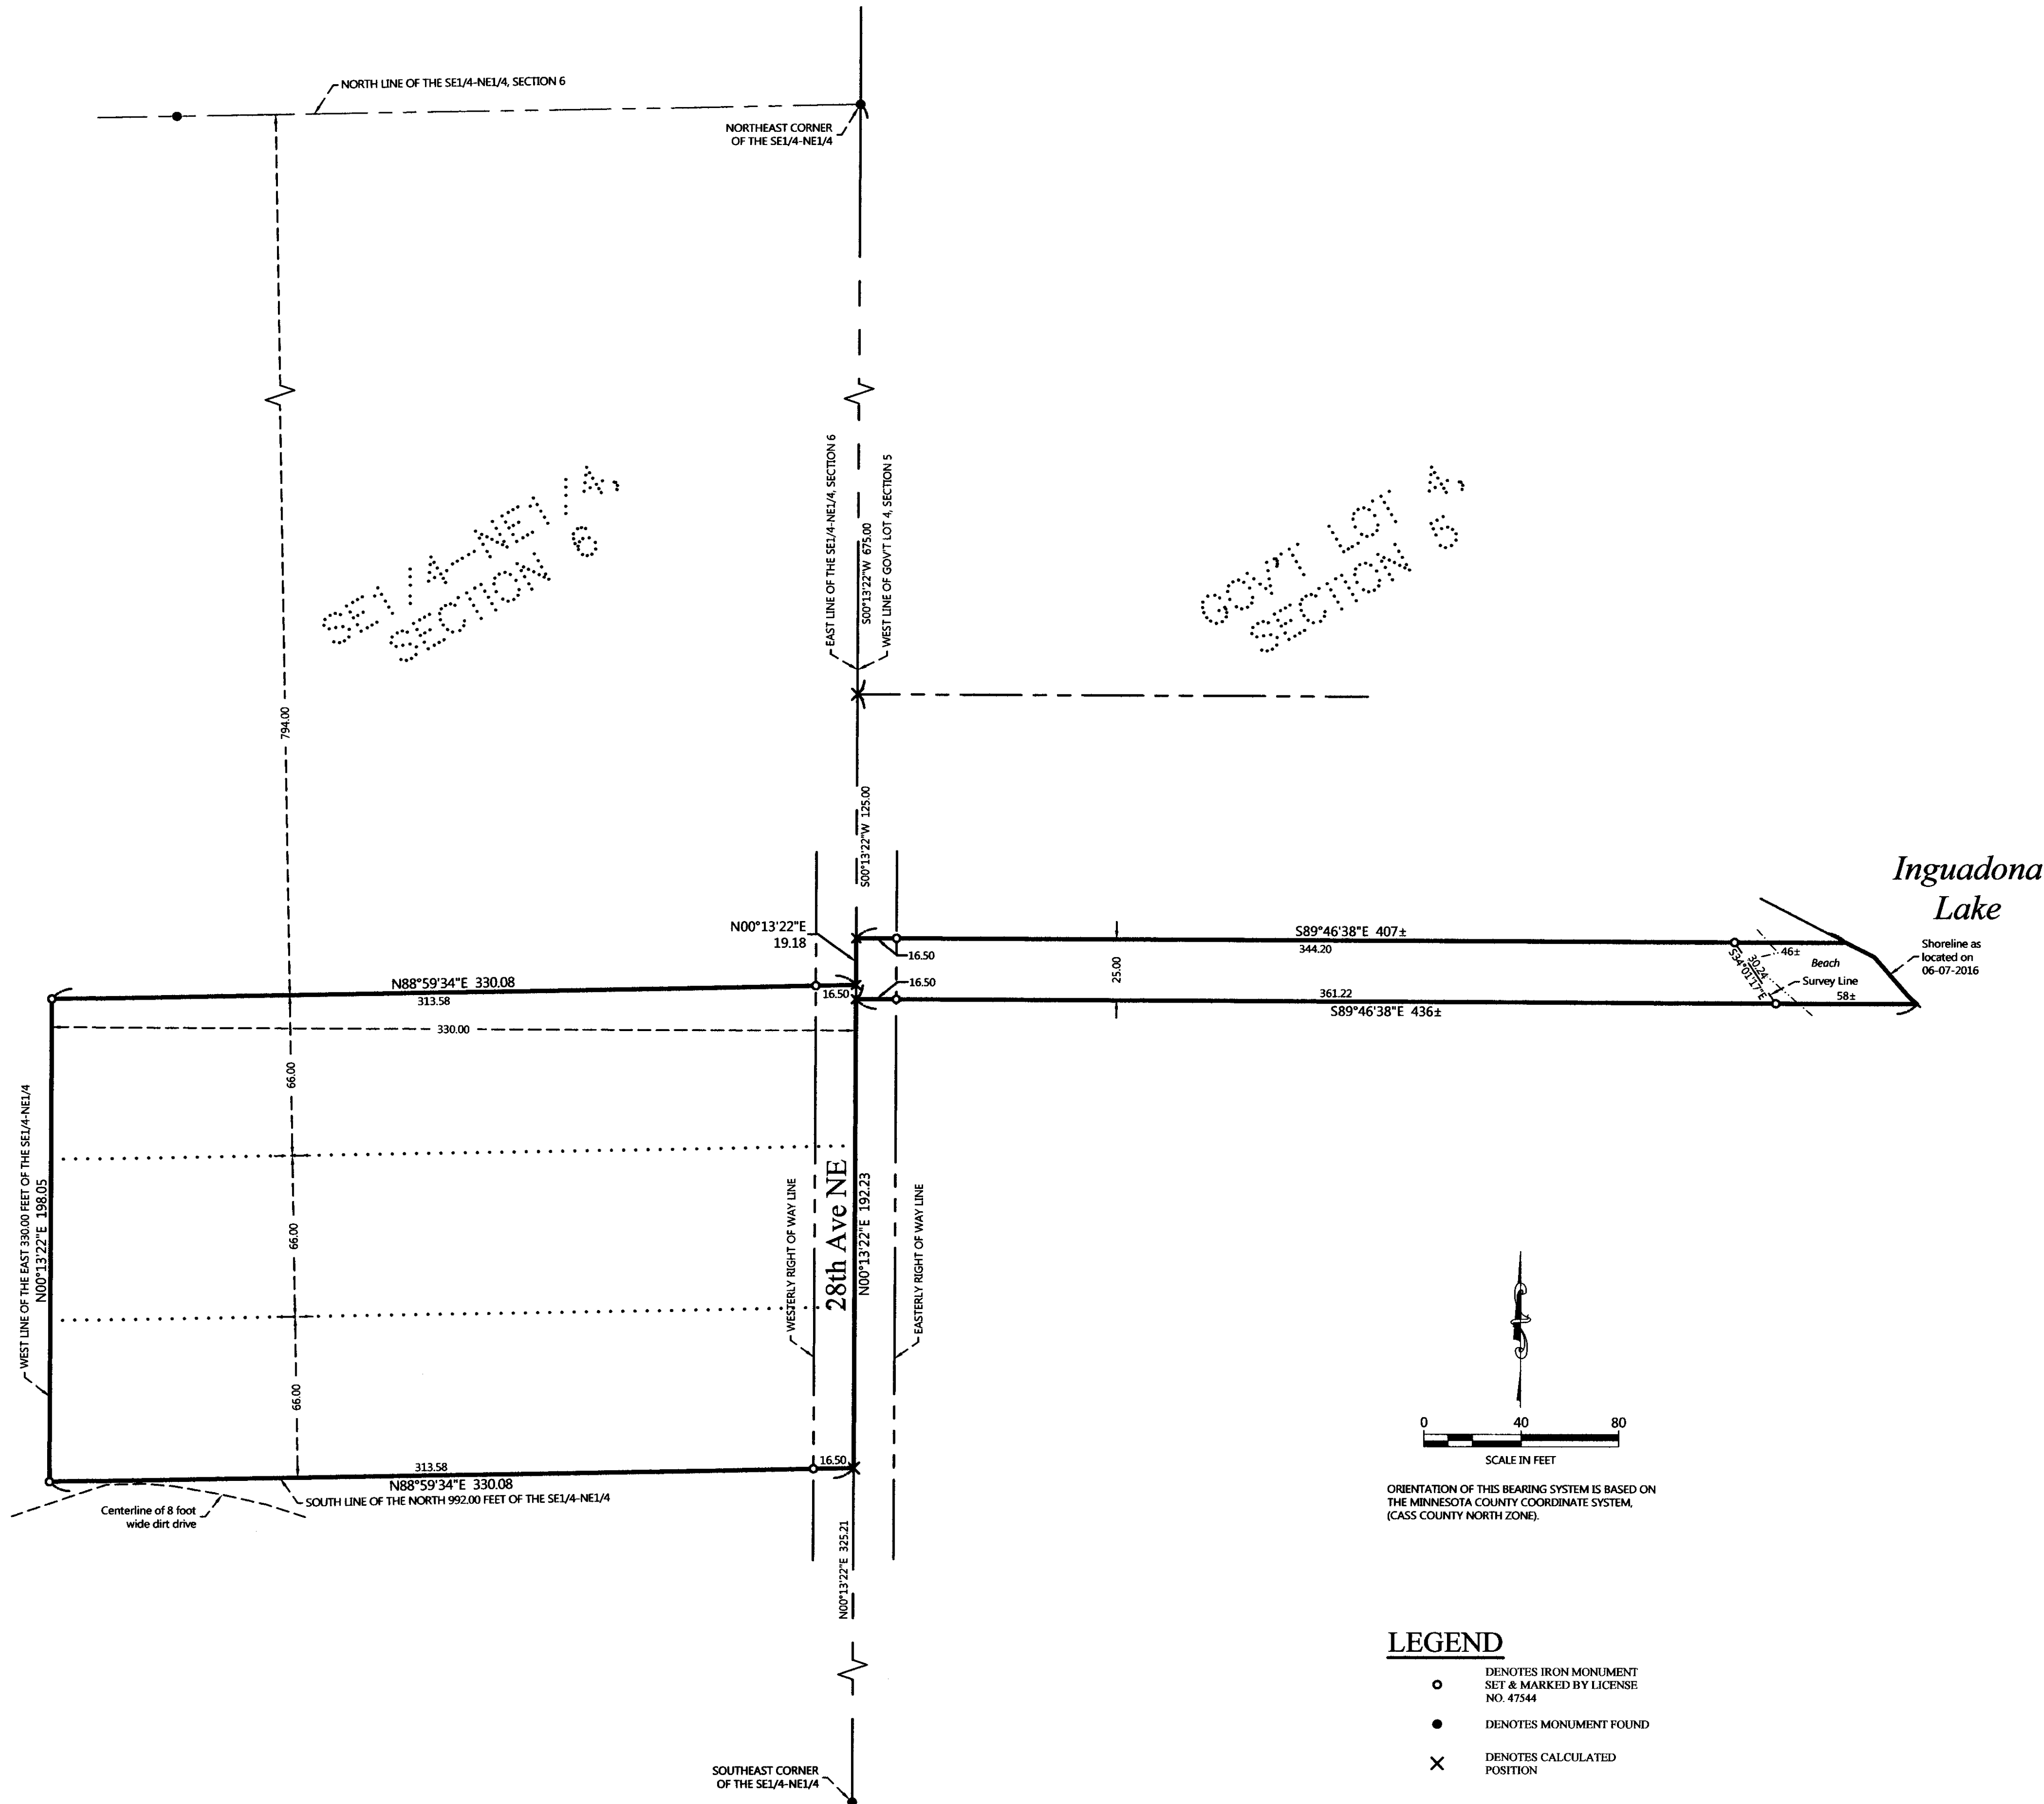 NORTH LINE OF THE SE1/4-NE1/4, SECTION 6
NORTHEAST CORNER
OF THE SE1/4-NE1/4
794.00
EAST LINE OF THE SE1/4-NE1/4, SECTION 6
S00°13'22"W 675.00
WEST LINE OF GOV'T LOT 4, SECTION 5
SE1/4-NE1/4,
SECTION 6
GOV'T LOT 4,
SECTION 5
S00°13'22"W 125.00
Inguadona
Lake
Shoreline as
located on
06-07-2016
N00°13'22"E
19.18
S89°46'38"E 407±
344.20
16.50
16.50
25.00
46±
Beach
30.24
S34°01'17"E
Survey Line
58±
361.22
S89°46'38"E 436±
N88°59'34"E 330.08
313.58
16.50
330.00
66.00
66.00
66.00
WEST LINE OF THE EAST 330.00 FEET OF THE SE1/4-NE1/4
N00°13'22"E 198.05
WESTERLY RIGHT OF WAY LINE
28th Ave NE
N00°13'22"E 192.23
EASTERLY RIGHT OF WAY LINE
313.58
16.50
N88°59'34"E 330.08
SOUTH LINE OF THE NORTH 992.00 FEET OF THE SE1/4-NE1/4
Centerline of 8 foot
wide dirt drive
N00°13'22"E 325.21
SOUTHEAST CORNER
OF THE SE1/4-NE1/4
0 40 80
SCALE IN FEET
ORIENTATION OF THIS BEARING SYSTEM IS BASED ON
THE MINNESOTA COUNTY COORDINATE SYSTEM,
(CASS COUNTY NORTH ZONE).
LEGEND
DENOTES IRON MONUMENT
SET & MARKED BY LICENSE
NO. 47544
DENOTES MONUMENT FOUND
DENOTES CALCULATED
POSITION